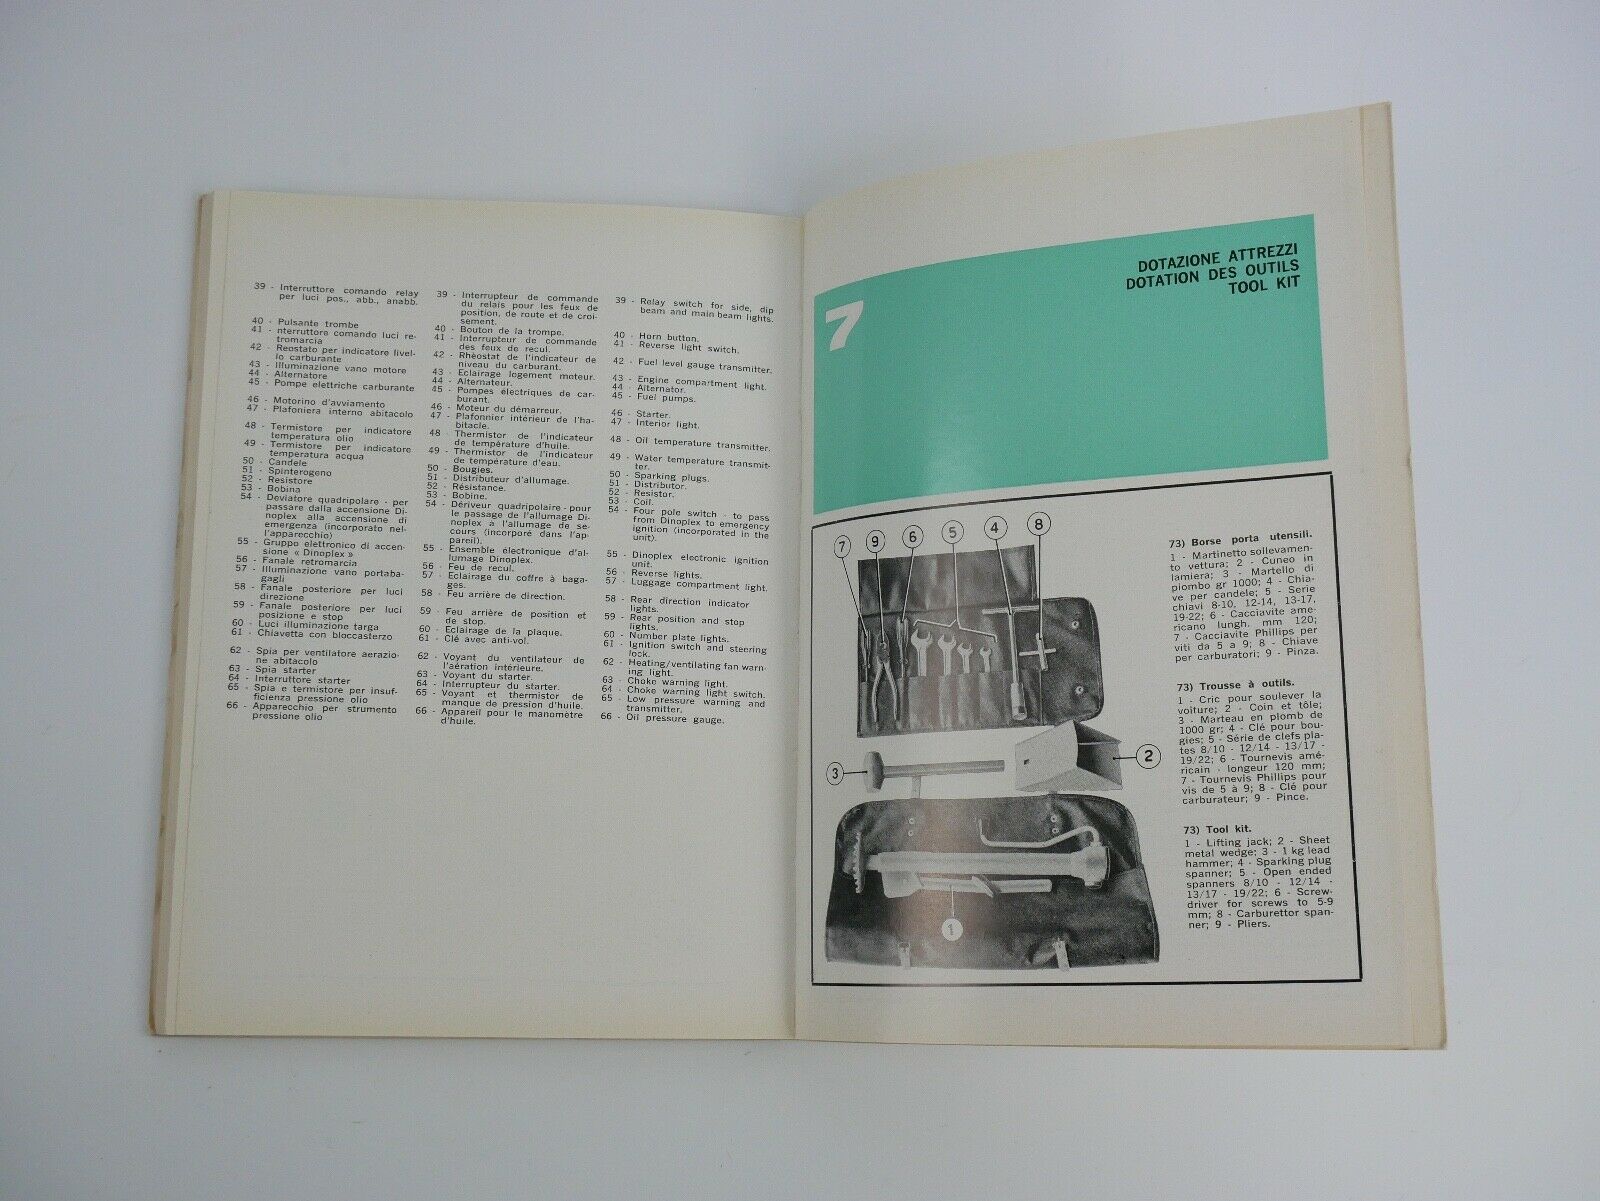 39 - Interruttore comando relay
per luci pos., abb., anabb.
40 - Pulsante trombe
41 - nterruttore comando luci re-
tromarcia
42 - Reostato per indicatore livel-
lo carburante
43 - Illuminazione vano motore
44 - Alternatore
45 - Pompe elettriche carburante
46 - Motorino d'avviamento
47 - Plafoniera interno abitacolo
48 - Termistore per indicatore
temperatura olio
49 - Termistore per indicatore
temperatura acqua
50 - Candele
51 - Spinterogeno
52 - Resistore
53 - Bobina
54 - Deviatore quadripolare - per
passare dalla accensione Di-
noplex alla accensione di
emergenza (incorporato nel-
l'apparecchio)
55 - Gruppo elettronico di accen-
sione « Dinoplex »
56 - Fanale retromarcia
57 - Illuminazione vano portaba-
gagli
58 - Fanale posteriore per luci
direzione
59 - Fanale posteriore per luci
posizione e stop
60 - Luci illuminazione targa
61 - Chiavetta con bloccasterzo
62 - Spia per ventilatore aerazio-
ne abitacolo
63 - Spia starter
64 - Interruttore starter
65 - Spia e termistore per insuf-
ficienza pressione olio
66 - Apparecchio per strumento
pressione olio
39 - Interrupteur de commande
du relais pour les feux de
position, de route et de croi-
sement.
40 - Bouton de la trompe.
41 - Interrupteur de commande
des feux de recul.
42 - Rhéostat de l'indicateur de
niveau du carburant.
43 - Eclairage logement moteur.
44 - Alternateur.
45 - Pompes électriques de car-
burant.
46 - Moteur du démarreur.
47 - Plafonnier intérieur de l'ha-
bitacle.
48 - Thermistor de l'indicateur
de température d'huile.
49 - Thermistor de l'indicateur
de température d'eau.
50 - Bougies.
51 - Distributeur d'allumage.
52 - Résistance.
53 - Bobine.
54 - Dériveur quadripolaire - pour
le passage de l'allumage Di-
noplex a l'allumage de se-
cours (incorporé dans l'ap-
pareil).
55 - Ensemble électronique d'al-
lumage Dinoplex.
56 - Feu de recul.
57 - Eclairage du coffre à baga-
ges.
58 - Feu arrière de direction.
59 - Feu arrière de position et
de stop.
60 - Eclairage de la plaque.
61 - Clé avec anti-vol.
62 - Voyant du ventilateur de
l'aération intérieure.
63 - Voyant du starter.
64 - Interrupteur du starter.
65 - Voyant et thermistor de
manque de pression d'huile.
66 - Appareil pour le manomètre
d'huile.
39 - Relay switch for side, dip
beam and main beam lights.
40 - Horn button.
41 - Reverse light switch.
42 - Fuel level gauge transmitter.
43 - Engine compartment light.
44 - Alternator.
45 - Fuel pumps.
46 - Starter.
47 - Interior light.
48 - Oil temperature transmitter.
49 - Water temperature transmit-
ter.
50 - Sparking plugs.
51 - Distributor.
52 - Resistor.
53 - Coil.
54 - Four pole switch - to pass
from Dinoplex to emergency
ignition (incorporated in the
unit).
55 - Dinoplex electronic ignition
unit.
56 - Reverse lights.
57 - Luggage compartment light.
58 - Rear direction indicator
lights.
59 - Rear position and stop
lights.
60 - Number plate lights.
61 - Ignition switch and steering
lock.
62 - Heating/ventilating fan warn-
ing light.
63 - Choke warning light.
64 - Choke warning light switch.
65 - Low pressure warning and
transmitter.
66 - Oil pressure gauge.
7
DOTAZIONE ATTREZZI
DOTATION DES OUTILS
TOOL KIT
7 9 6 5 4 8
3
2
1
73) Borse porta utensili.
1 - Martinetto sollevamen-
to vettura; 2 - Cuneo in
lamiera; 3 - Martello di
piombo gr 1000; 4 - Chia-
ve per candele; 5 - Serie
chiavi 8-10, 12-14, 13-17,
19-22; 6 - Cacciavite ame-
ricano lungh. mm 120;
7 - Cacciavite Phillips per
viti da 5 a 9; 8 - Chiave
per carburatori; 9 - Pinza.
73) Trousse à outils.
1 - Cric pour soulever la
voiture; 2 - Coin et tôle;
3 - Marteau en plomb de
1000 gr; 4 - Clé pour bou-
gies; 5 - Série de clefs pla-
tes 8/10 - 12/14 - 13/17 -
19/22; 6 - Tournevis amé-
ricain - longeur 120 mm;
7 - Tournevis Phillips pour
vis de 5 à 9; 8 - Clé pour
carburateur; 9 - Pince.
73) Tool kit.
1 - Lifting jack; 2 - Sheet
metal wedge; 3 - 1 kg lead
hammer; 4 - Sparking plug
spanner; 5 - Open ended
spanners 8/10 - 12/14 -
13/17 - 19/22; 6 - Screw-
driver for screws to 5-9
mm; 8 - Carburettor span-
ner; 9 - Pliers.